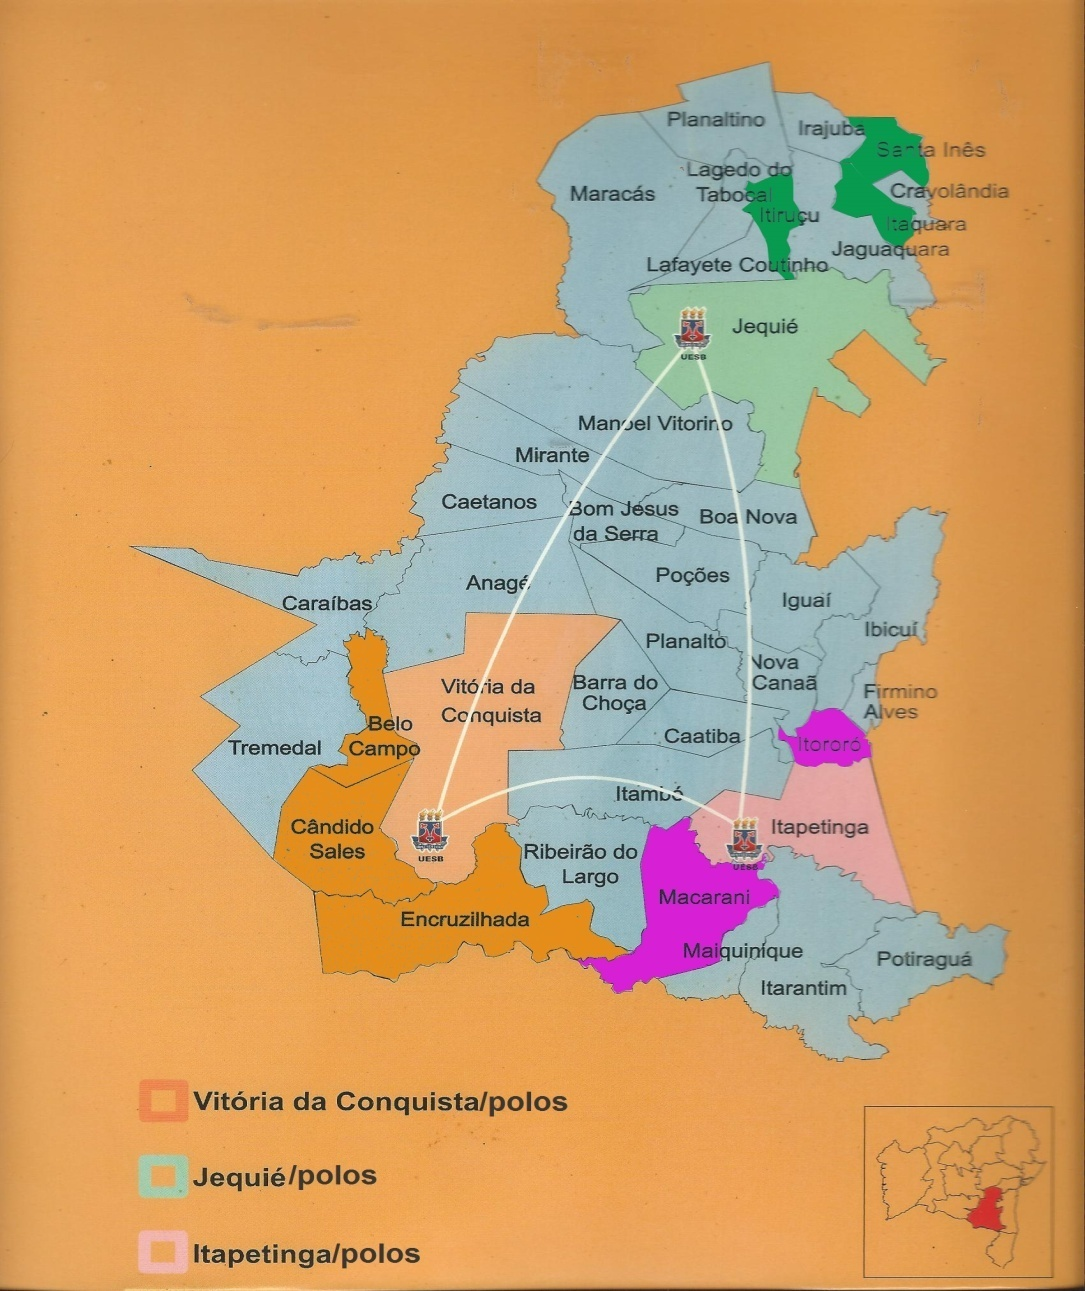 Planaltino
Irajuba
Santa Inês
Lagedo do
Tabocal
Maracás
Cravolândia
Itiruçu
Itaquara
Jaguaquara
Lafayete Coutinho
Jequié
UESB
Manoel Vitorino
Mirante
Caetanos
Bom Jesus
da Serra
Boa Nova
Anagé
Poções
Caraíbas
Iguaí
Ibicuí
Planalto
Nova
Canaã
Vitória da
Conquista
Barra do
Choça
Firmino
Alves
Belo
Campo
Tremedal
Caatiba
Itororó
Itambé
Cândido
Sales
Itapetinga
UESB
Ribeirão do
Largo
UESB
Macarani
Encruzilhada
Maiquinique
Potiraguá
Itarantim
Vitória da Conquista/polos
Jequié/polos
Itapetinga/polos